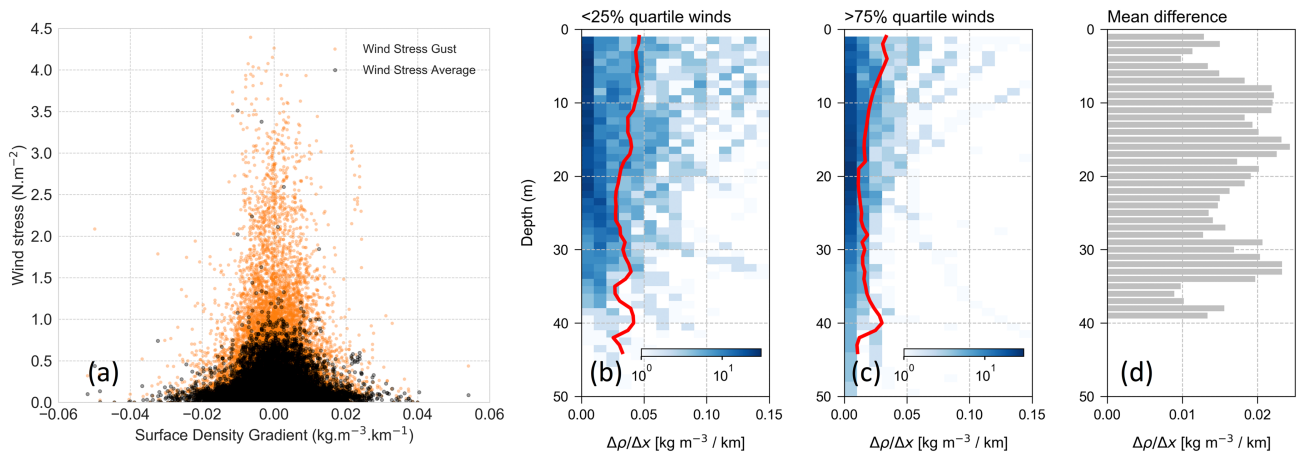 4.5
4.0
3.5
3.0
2.5
2.0
1.5
1.0
0.5
0.0
Wind stress (N.m⁻²)
Wind Stress Gust
Wind Stress Average
(a)
−0.06 −0.04 −0.02 0.00 0.02 0.04 0.06
Surface Density Gradient (kg.m⁻³.km⁻¹)
<25% quartile winds
0
10
20
30
40
50
Depth (m)
(b)
10⁰ 10¹
0.00 0.05 0.10 0.15
Δρ/Δx [kg m⁻³ / km]
>75% quartile winds
0
10
20
30
40
50
(c)
10⁰ 10¹
0.00 0.05 0.10 0.15
Δρ/Δx [kg m⁻³ / km]
Mean difference
0
10
20
30
40
50
(d)
0.00 0.01 0.02
Δρ/Δx [kg m⁻³ / km]